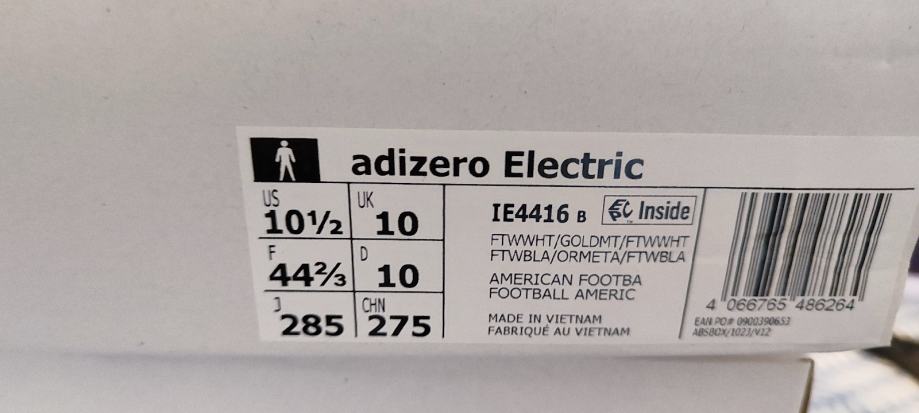 adizero Electric
US 10½ UK 10
F 44⅔ D 10
J 285 CHN 275
IE4416 B Inside
FTWWHT/GOLDMT/FTWWHT
FTWBLA/ORMETA/FTWBLA
AMERICAN FOOTBA
FOOTBALL AMERIC
MADE IN VIETNAM
FABRIQUÉ AU VIETNAM
4 066765 486264
EAN PO# 0900390653
ABSBOX/1023/V12